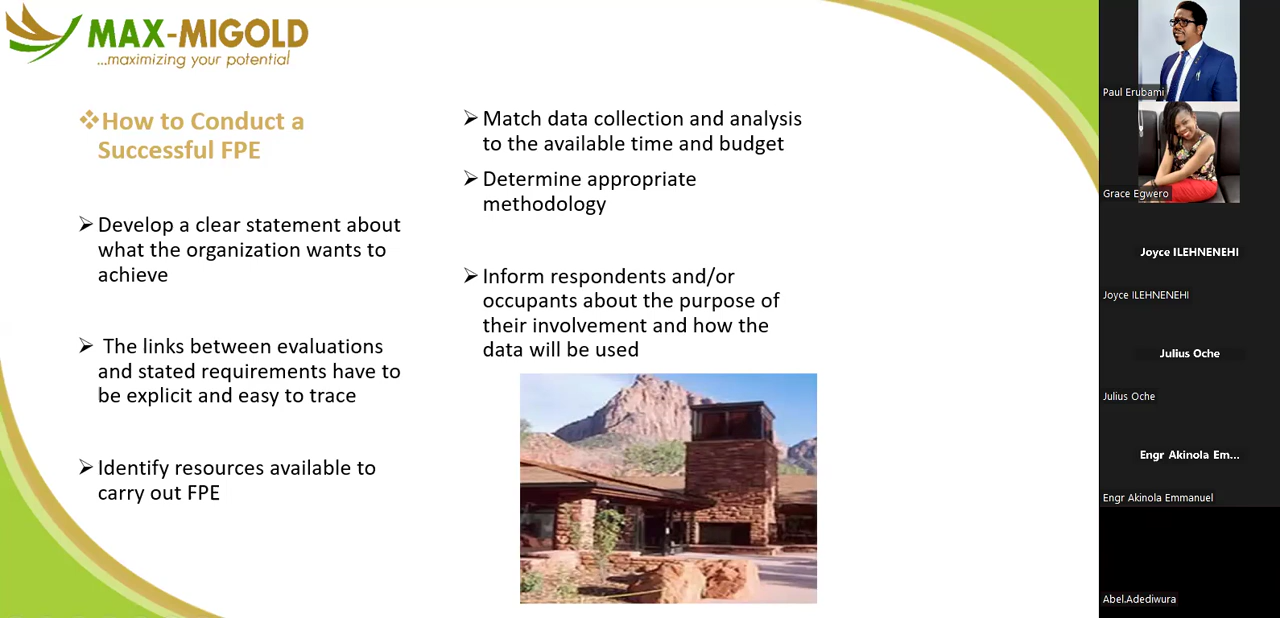 MAX-MIGOLD
...maximizing your potential
❖How to Conduct a
Successful FPE
➢ Develop a clear statement about
what the organization wants to
achieve
➢ The links between evaluations
and stated requirements have to
be explicit and easy to trace
➢ Identify resources available to
carry out FPE
➢ Match data collection and analysis
to the available time and budget
➢ Determine appropriate
methodology
➢ Inform respondents and/or
occupants about the purpose of
their involvement and how the
data will be used
Paul Erubami
Grace Egwero
Joyce ILEHNENEHI
Joyce ILEHNENEHI
Julius Oche
Julius Oche
Engr Akinola Em...
Engr Akinola Emmanuel
Abel.Adediwura